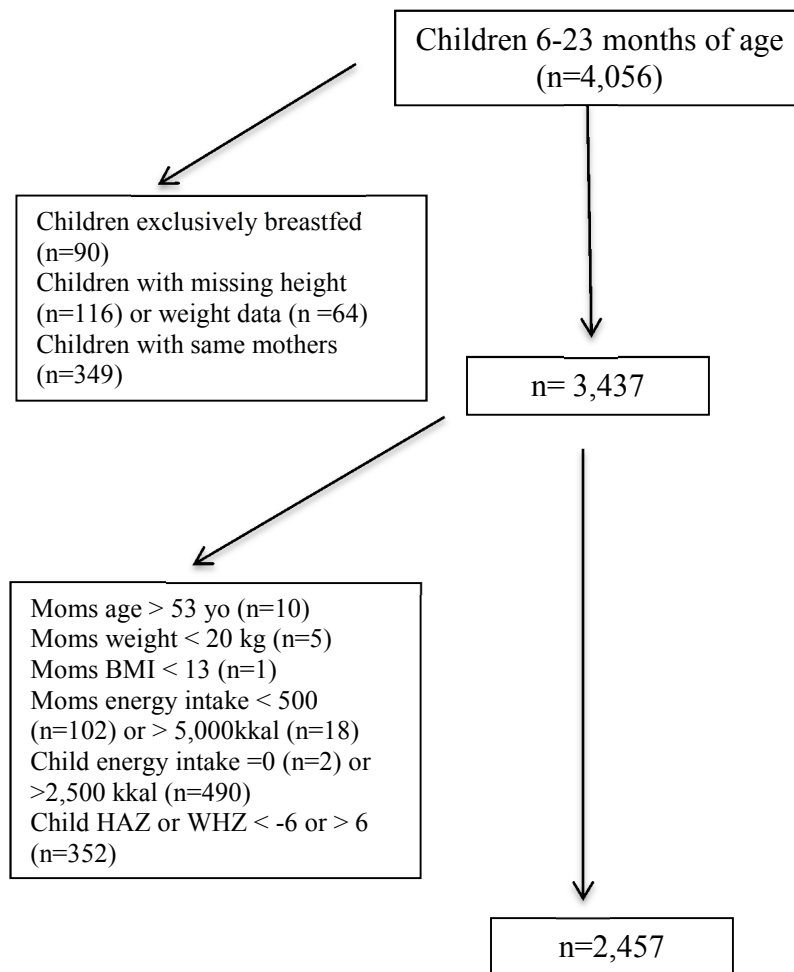 Children 6-23 months of age
(n=4,056)
Children exclusively breastfed
(n=90)
Children with missing height
(n=116) or weight data (n =64)
Children with same mothers
(n=349)
n= 3,437
Moms age > 53 yo (n=10)
Moms weight < 20 kg (n=5)
Moms BMI < 13 (n=1)
Moms energy intake < 500
(n=102) or > 5,000kkal (n=18)
Child energy intake =0 (n=2) or
>2,500 kkal (n=490)
Child HAZ or WHZ < -6 or > 6
(n=352)
n=2,457